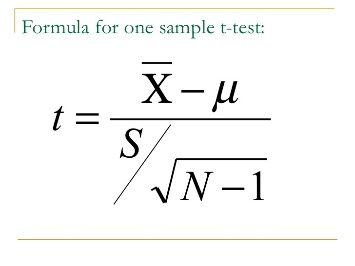 Formula for one sample t-test:
t = (X̅ − μ) / (S / √(N − 1))